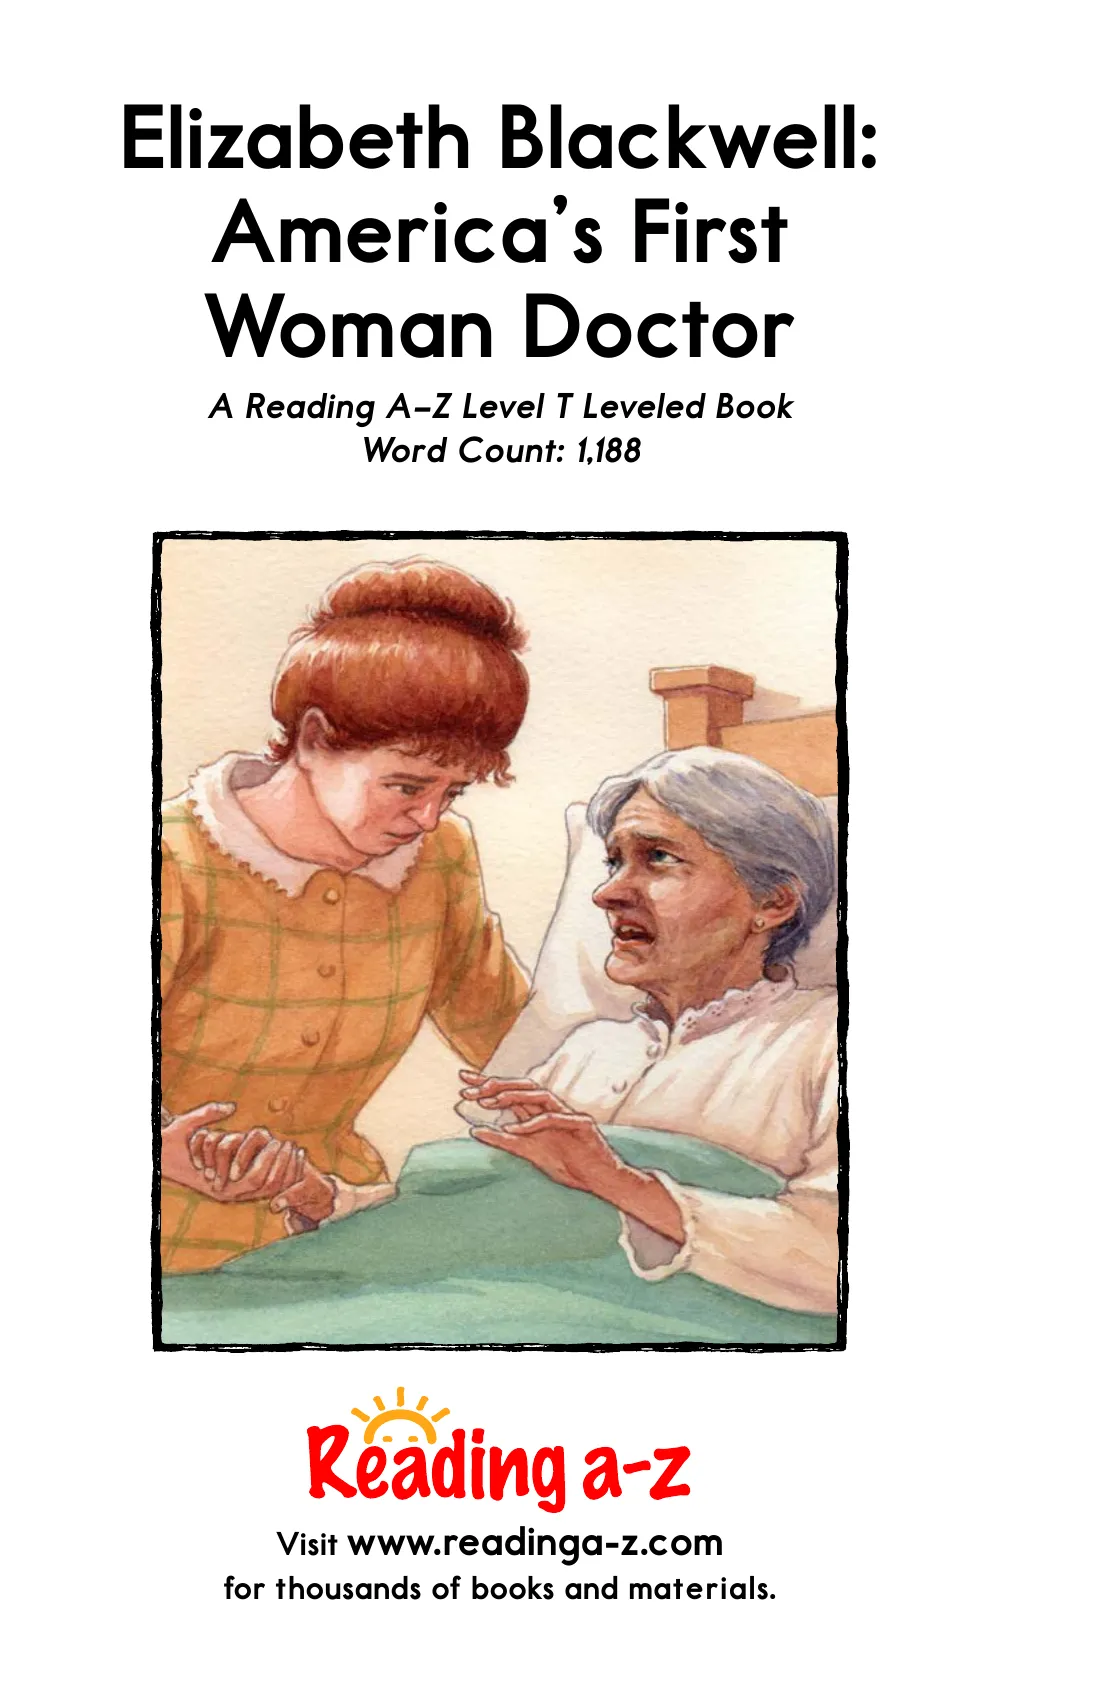 Elizabeth Blackwell:
America’s First
Woman Doctor
A Reading A–Z Level T Leveled Book
Word Count: 1,188
Reading a-z
Visit www.readinga-z.com
for thousands of books and materials.